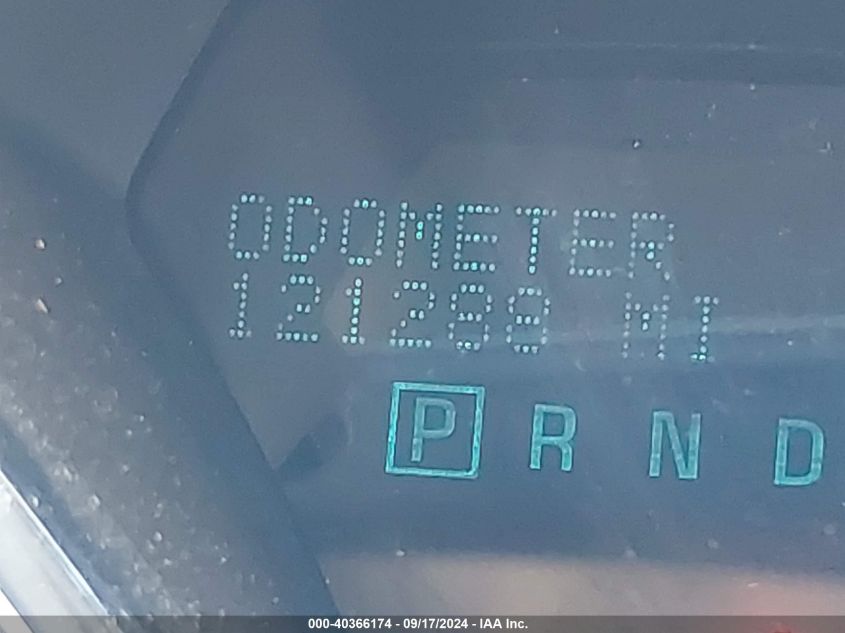 ODOMETER
121288 MI
P R N D
000-40366174 - 09/17/2024 - IAA Inc.